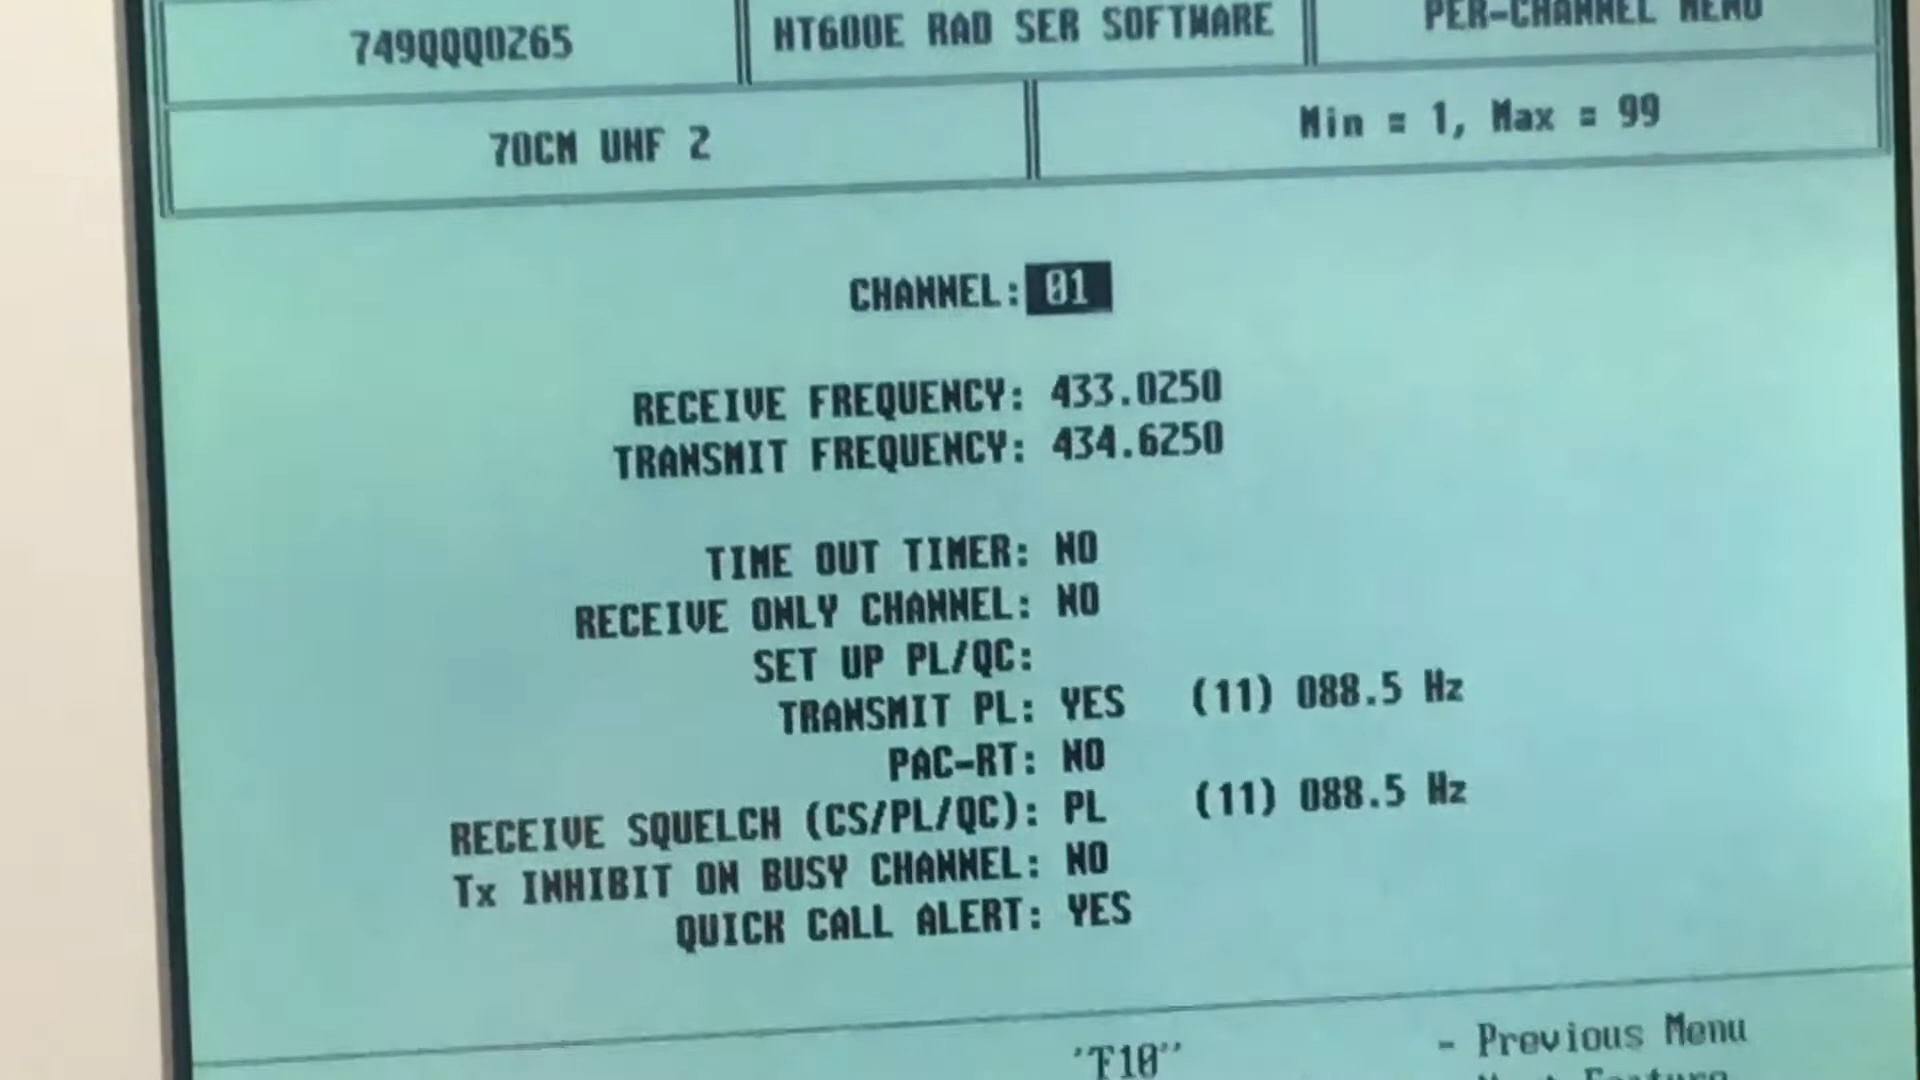 749QQQ0265
HT600E RAD SER SOFTWARE
PER-CHANNEL MENU
70CM UHF 2
Min = 1, Max = 99
CHANNEL: 01
RECEIVE FREQUENCY: 433.0250
TRANSMIT FREQUENCY: 434.6250
TIME OUT TIMER: NO
RECEIVE ONLY CHANNEL: NO
SET UP PL/QC:
TRANSMIT PL: YES (11) 088.5 Hz
PAC-RT: NO
RECEIVE SQUELCH (CS/PL/QC): PL (11) 088.5 Hz
Tx INHIBIT ON BUSY CHANNEL: NO
QUICK CALL ALERT: YES
"F10" - Previous Menu
Next Feature